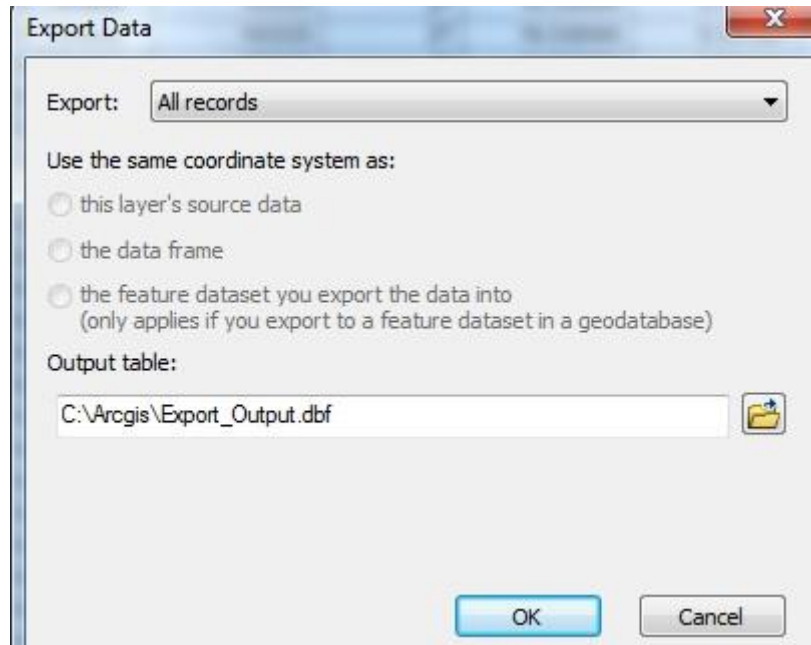 Export Data
Export: All records
Use the same coordinate system as:
this layer's source data
the data frame
the feature dataset you export the data into
(only applies if you export to a feature dataset in a geodatabase)
Output table:
C:\Arcgis\Export_Output.dbf
OK Cancel